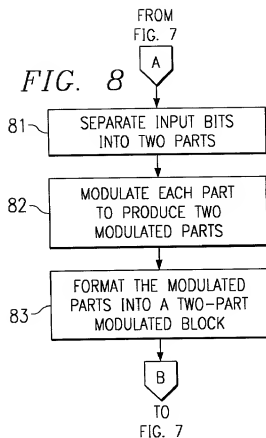 FROM
FIG. 7
A
FIG. 8
81
SEPARATE INPUT BITS
INTO TWO PARTS
82
MODULATE EACH PART
TO PRODUCE TWO
MODULATED PARTS
83
FORMAT THE MODULATED
PARTS INTO A TWO-PART
MODULATED BLOCK
B
TO
FIG. 7